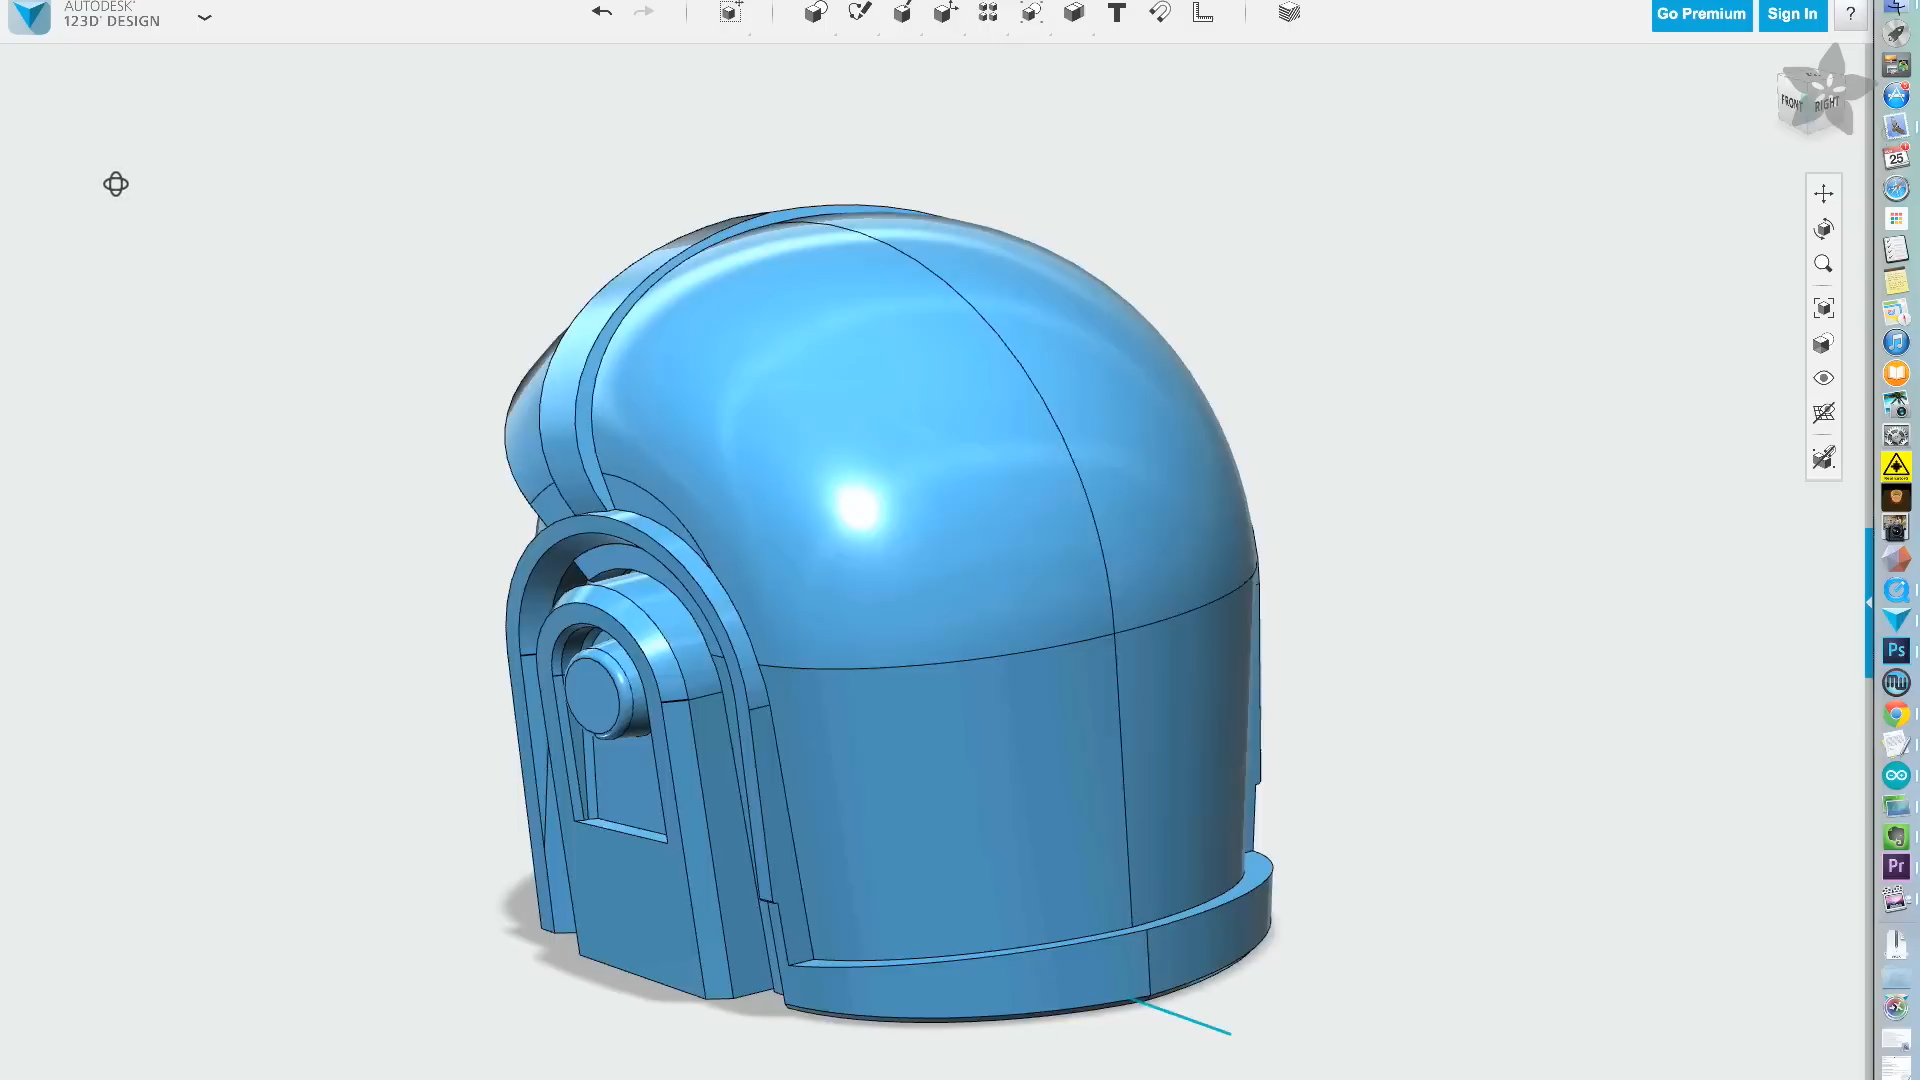 AUTODESK®
123D® DESIGN
T
Go Premium
Sign In
?
FRONT
RIGHT
25
Ps
Pr